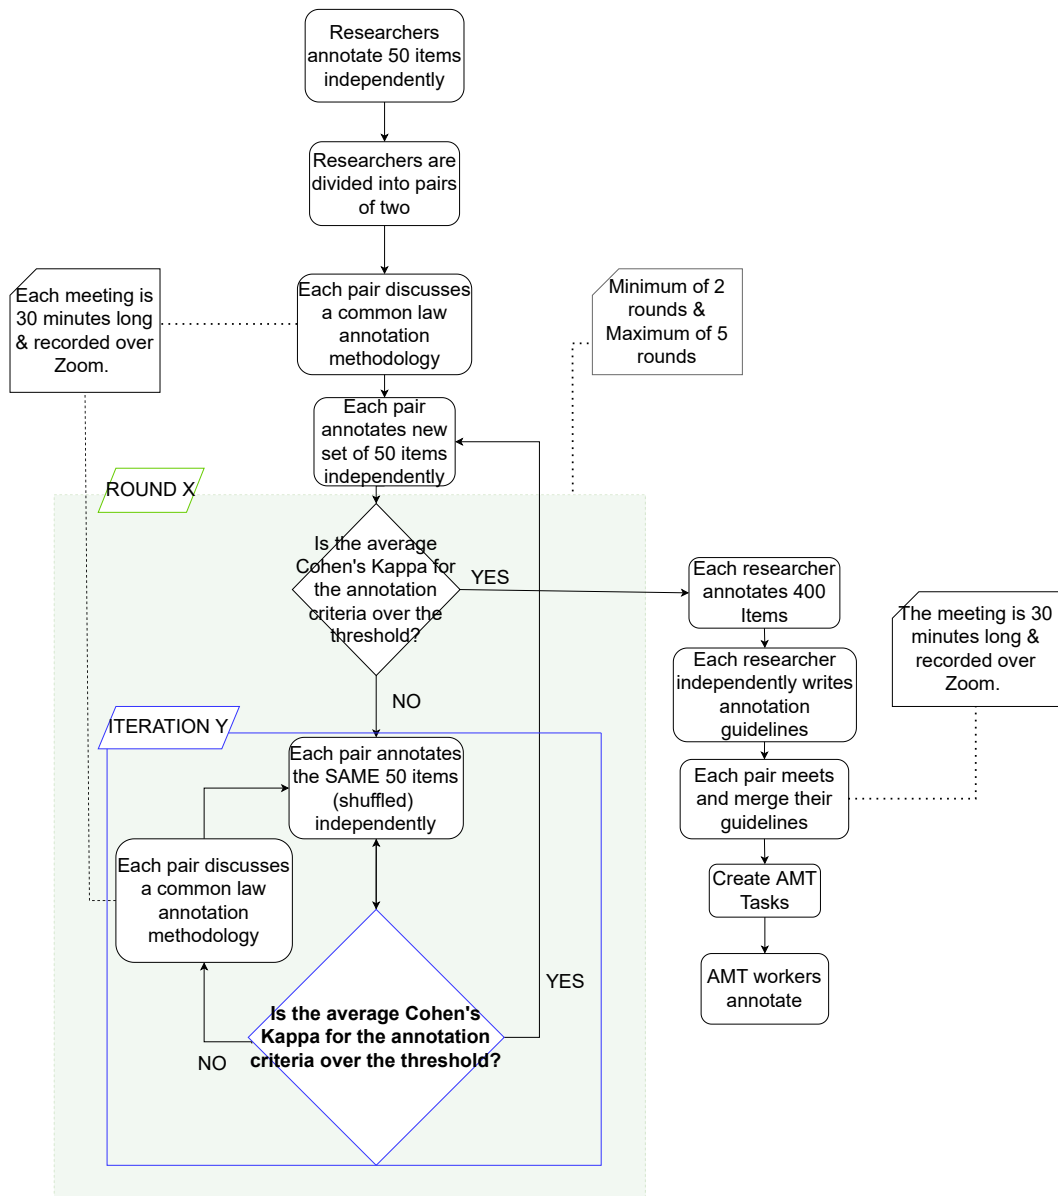 Researchers
annotate 50 items
independently
Researchers are
divided into pairs
of two
Each pair discusses
a common law
annotation
methodology
Each meeting is
30 minutes long
& recorded over
Zoom.
Minimum of 2
rounds &
Maximum of 5
rounds
Each pair
annotates new
set of 50 items
independently
ROUND X
Is the average
Cohen's Kappa for
the annotation
criteria over the
threshold?
YES
NO
Each researcher
annotates 400
Items
The meeting is 30
minutes long &
recorded over
Zoom.
Each researcher
independently writes
annotation
guidelines
Each pair meets
and merge their
guidelines
Create AMT
Tasks
AMT workers
annotate
ITERATION Y
Each pair annotates
the SAME 50 items
(shuffled)
independently
Each pair discusses
a common law
annotation
methodology
Is the average Cohen's
Kappa for the annotation
criteria over the threshold?
NO
YES